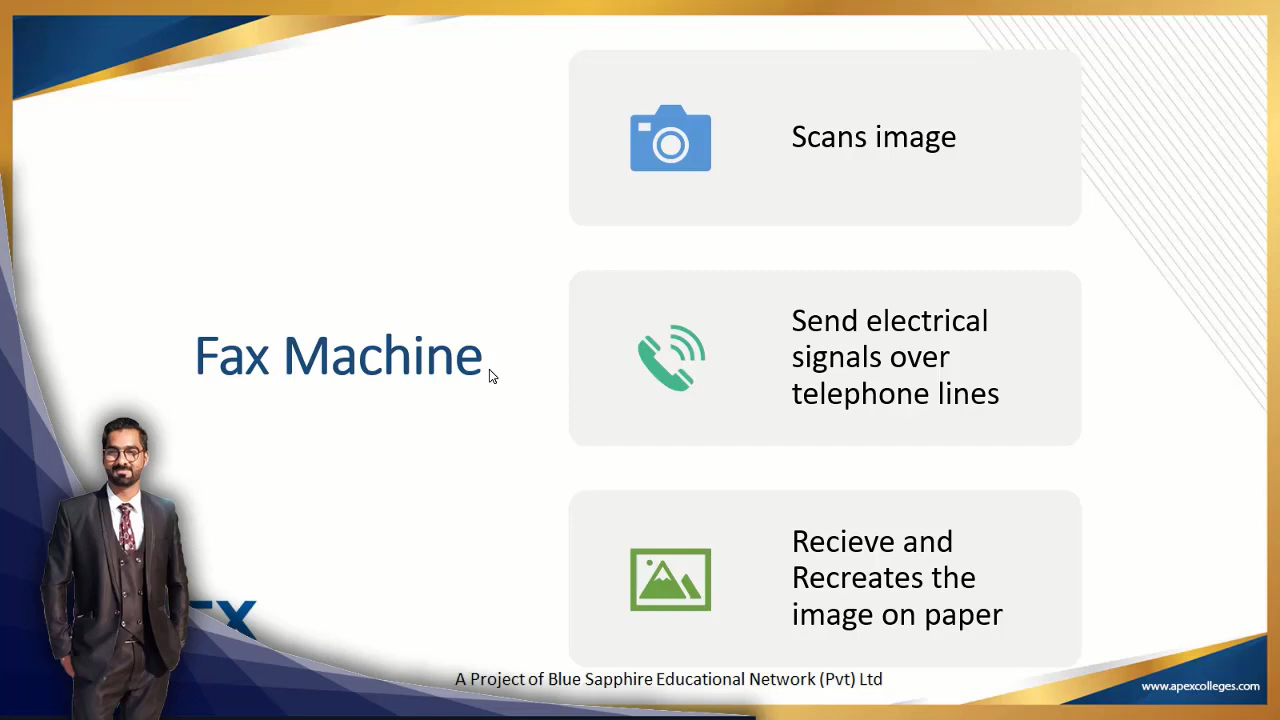 Scans image
Fax Machine
Send electrical
signals over
telephone lines
Recieve and
Recreates the
image on paper
EX
A Project of Blue Sapphire Educational Network (Pvt) Ltd
www.apexcolleges.com